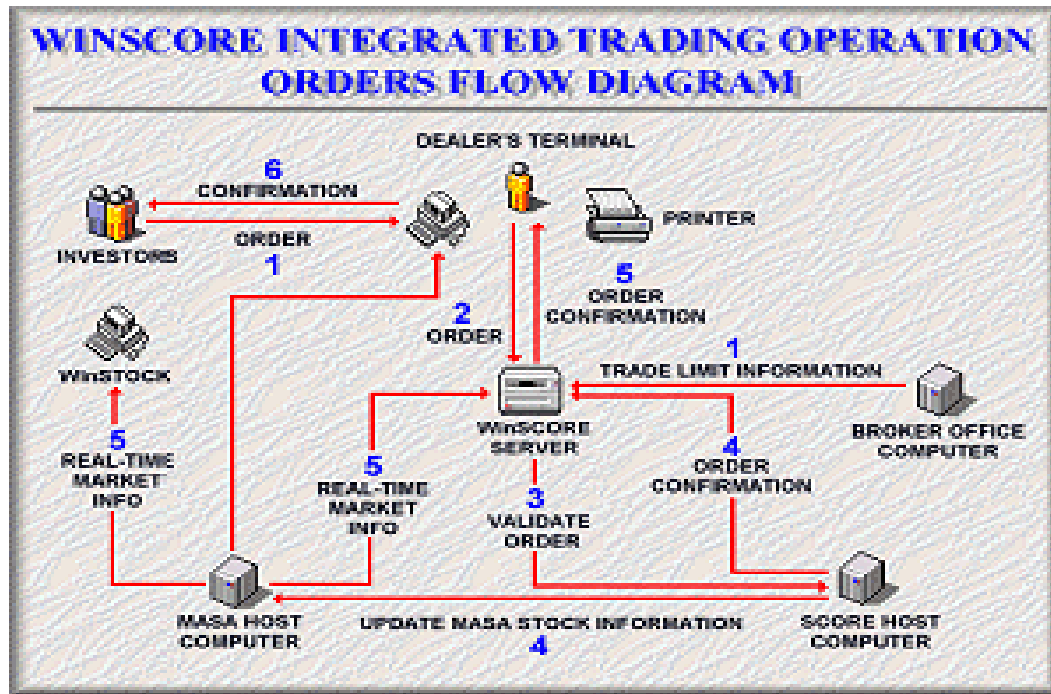 WINSCORE INTEGRATED TRADING OPERATION
ORDERS FLOW DIAGRAM
DEALER'S TERMINAL
6
CONFIRMATION
PRINTER
ORDER
1
INVESTORS
5
ORDER
CONFIRMATION
2
ORDER
1
TRADE LIMIT INFORMATION
WINSTOCK
WINSCORE
SERVER
BROKER OFFICE
COMPUTER
5
REAL-TIME
MARKET
INFO
5
REAL-TIME
MARKET
INFO
4
ORDER
CONFIRMATION
3
VALIDATE
ORDER
MASA HOST
COMPUTER
UPDATE MASA STOCK INFORMATION
4
SCORE HOST
COMPUTER